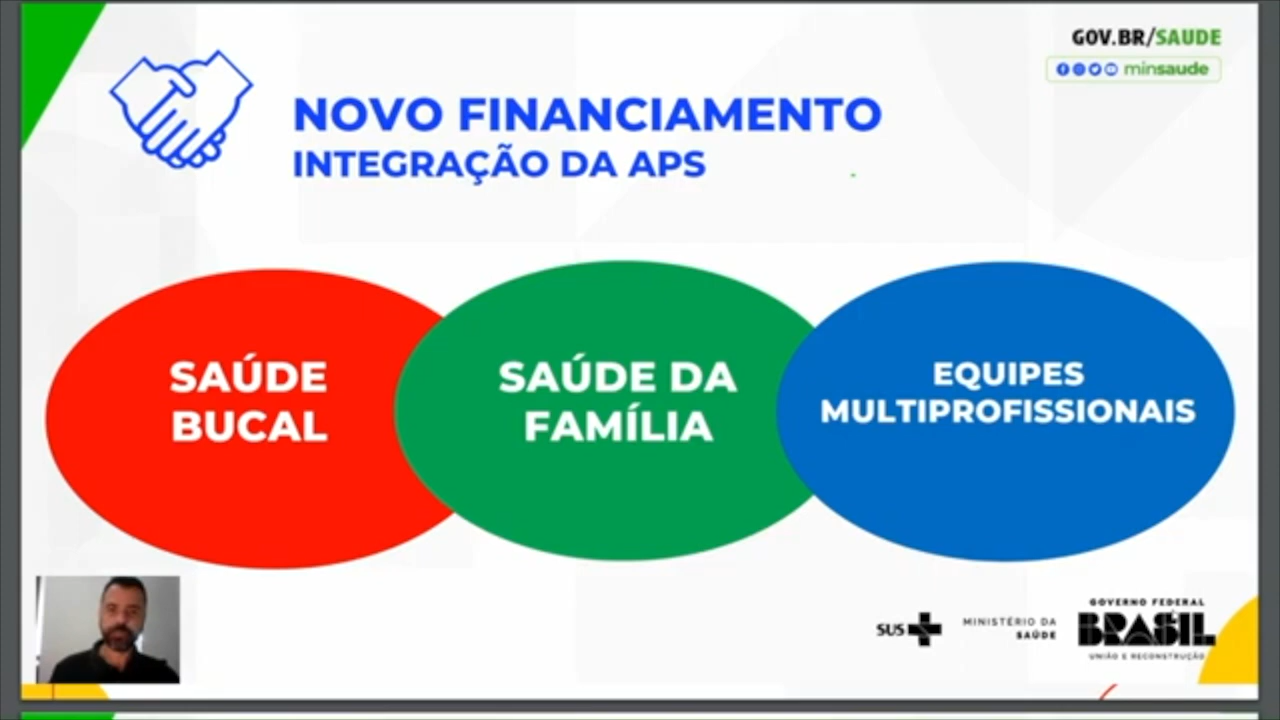 GOV.BR/SAUDE
minsaude
NOVO FINANCIAMENTO
INTEGRAÇÃO DA APS
SAÚDE
BUCAL
SAÚDE DA
FAMÍLIA
EQUIPES
MULTIPROFISSIONAIS
SUS
MINISTÉRIO DA
SAÚDE
GOVERNO FEDERAL
BRASIL
UNIÃO E RECONSTRUÇÃO